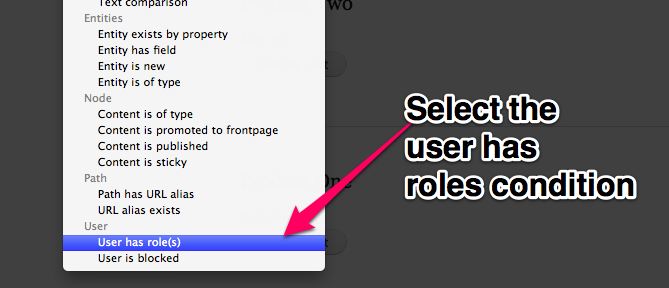 Text comparison
Entities
Entity exists by property
Entity has field
Entity is new
Entity is of type
Node
Content is of type
Content is promoted to frontpage
Content is published
Content is sticky
Path
Path has URL alias
URL alias exists
User
User has role(s)
User is blocked
Select the
user has
roles condition